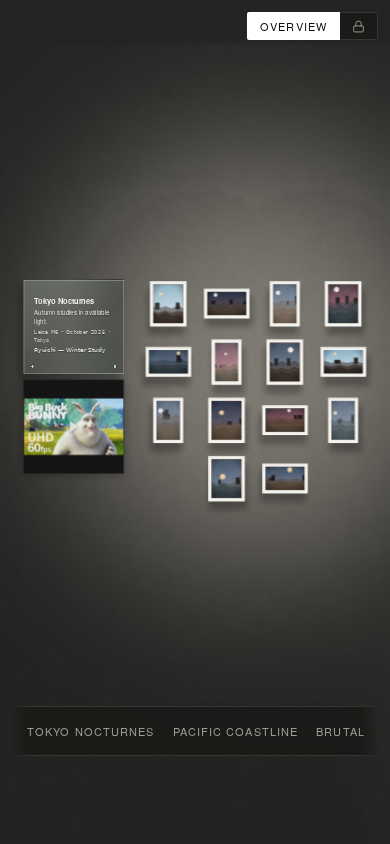 OVERVIEW
Tokyo Nocturnes
Autumn studies in available
light
Leica M6 · October 2025 ·
Tokyo
Ryuichi — Winter Study
Big Buck
BUNNY
UHD
60fps
TOKYO NOCTURNES PACIFIC COASTLINE BRUTAL